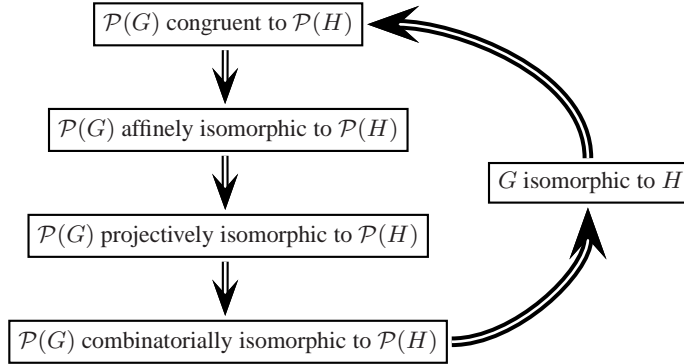 𝒫(G) congruent to 𝒫(H)
𝒫(G) affinely isomorphic to 𝒫(H)
G isomorphic to H
𝒫(G) projectively isomorphic to 𝒫(H)
𝒫(G) combinatorially isomorphic to 𝒫(H)